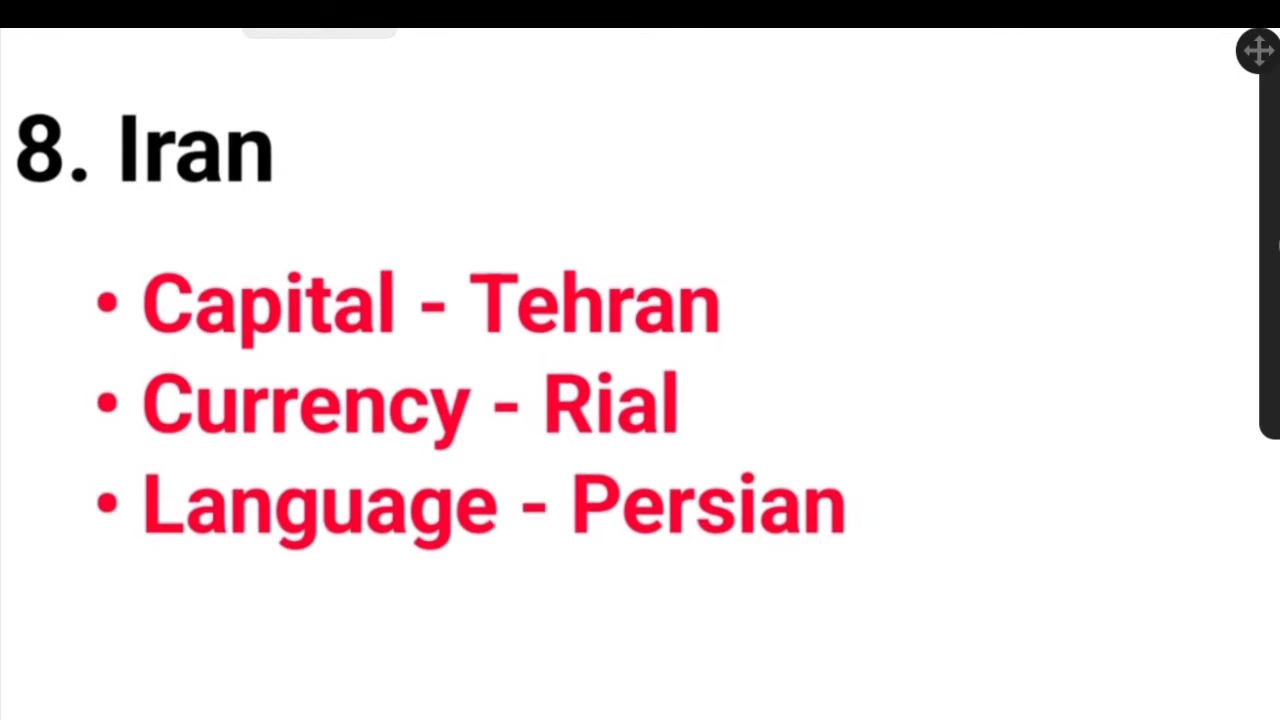 8. Iran
• Capital - Tehran
• Currency - Rial
• Language - Persian